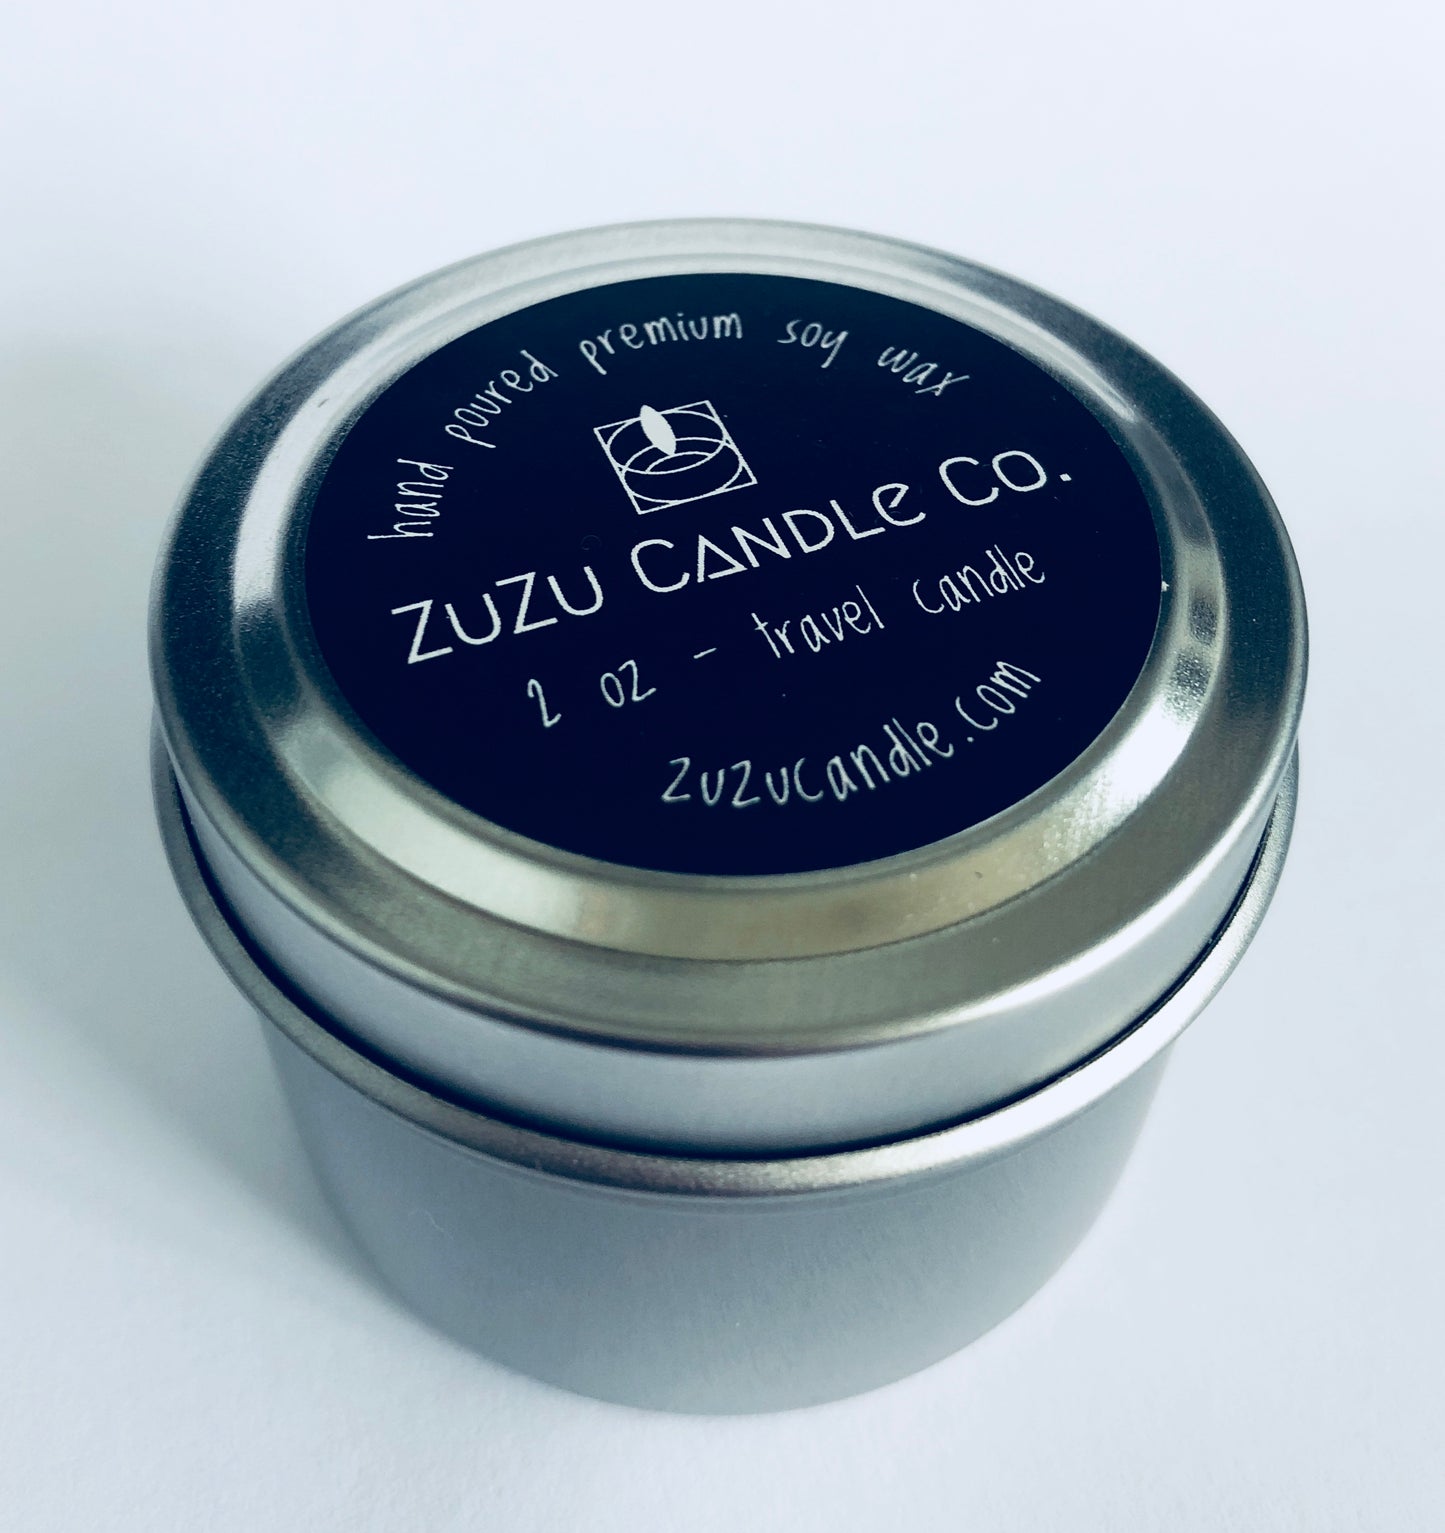 hand poured premium soy wax
ZUZU CANDLE CO.
2 oz - travel candle
zuzucandle.com